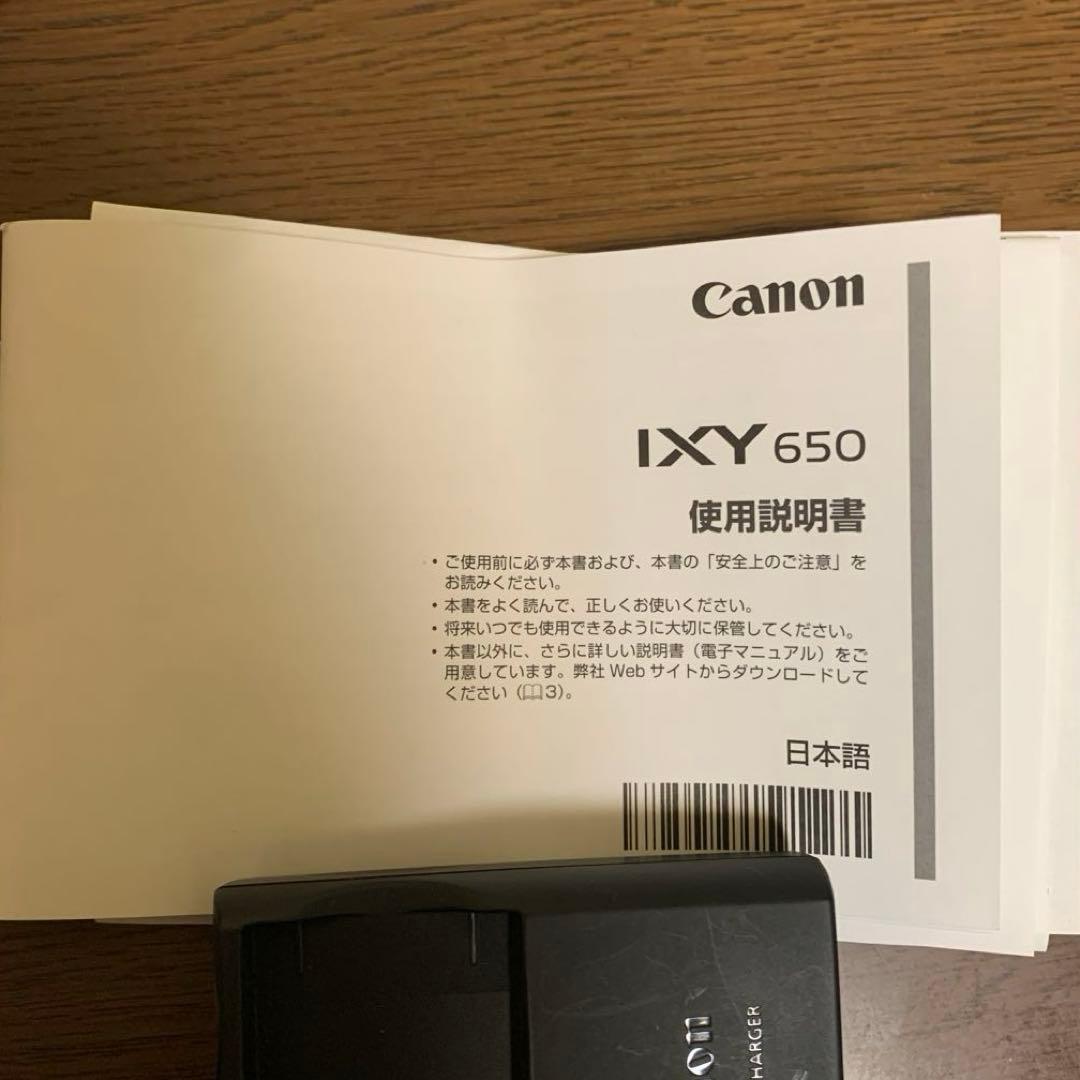 Canon
IXY 650
使用説明書
• ご使用前に必ず本書および、本書の「安全上のご注意」を
お読みください。
• 本書をよく読んで、正しくお使いください。
• 将来いつでも使用できるように大切に保管してください。
• 本書以外に、さらに詳しい説明書（電子マニュアル）をご
用意しています。弊社 Web サイトからダウンロードして
ください（📖3）。
日本語
on
HARGER